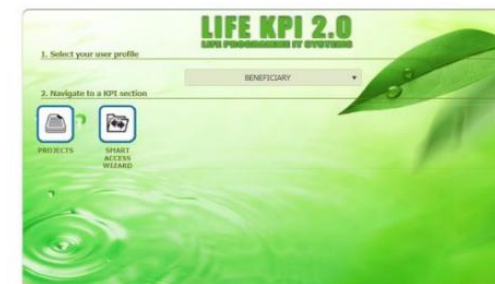 LIFE KPI 2.0
LIFE PROGRAMME IT SYSTEMS
1. Select your user profile
BENEFICIARY
2. Navigate to a KPI section
PROJECTS
SMART
ACCESS
WIZARD